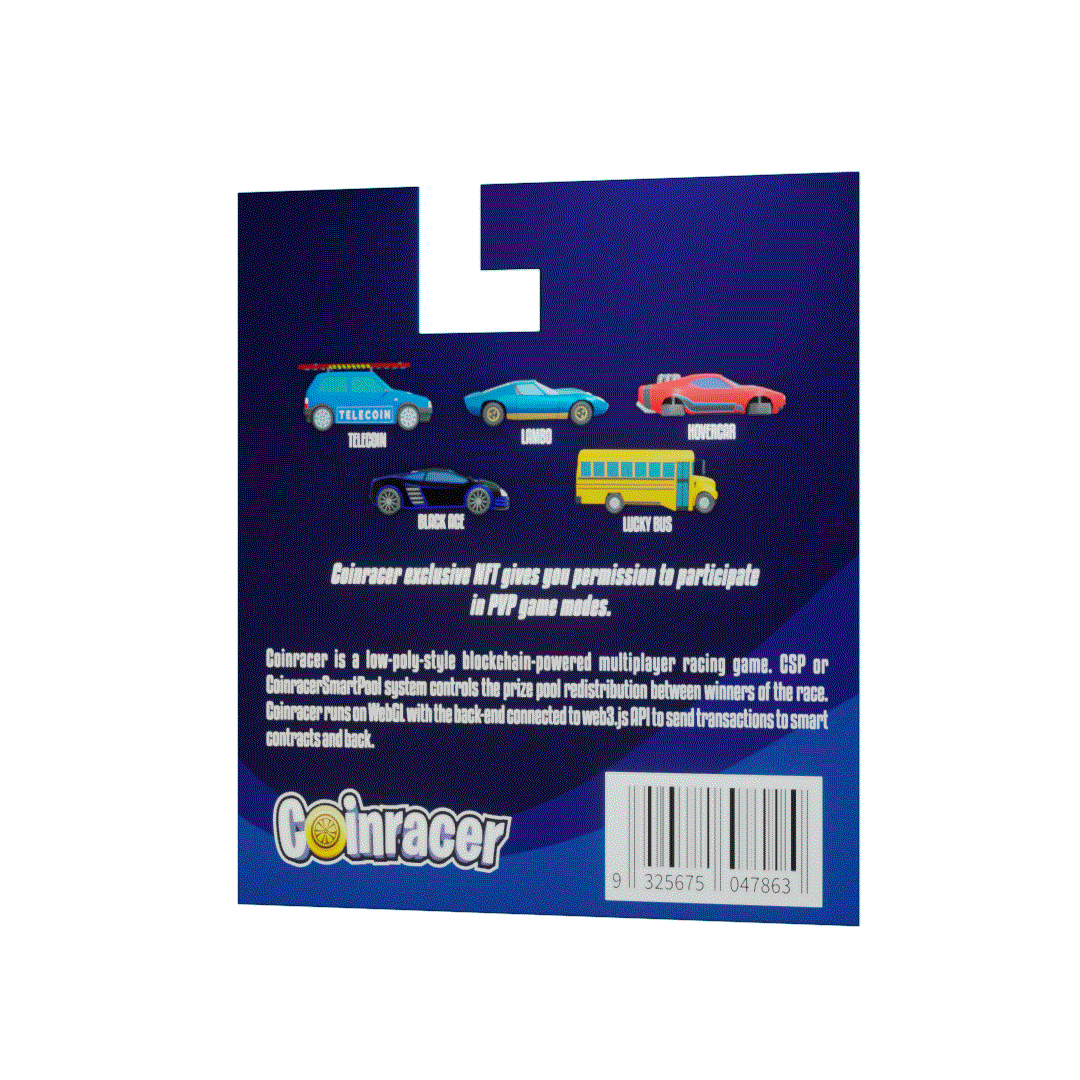 TELECOIN
TELECOIN
LAMBO
HOVERCAR
BLACK ACE
LUCKY BUS
Coinracer exclusive NFT gives you permission to participate
in PVP game modes.
Coinracer is a low-poly-style blockchain-powered multiplayer racing game. CSP or
CoinracerSmartPool system controls the prize pool redistribution between winners of the race.
Coinracer runs on WebGL with the back-end connected to web3.js API to send transactions to smart
contracts and back.
Coinracer
9 325675 047863